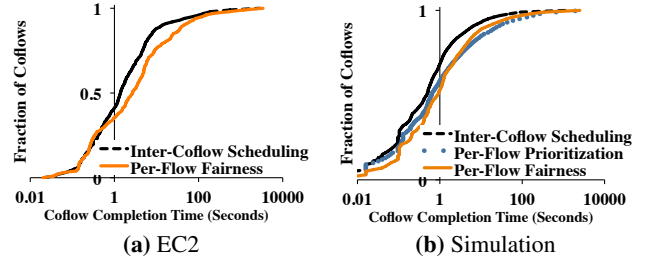 1
0.5
0
Fraction of Coflows
Inter-Coflow Scheduling
Per-Flow Fairness
0.01 1 100 10000
Coflow Completion Time (Seconds)
(a) EC2
1
0
Fraction of Coflows
Inter-Coflow Scheduling
Per-Flow Prioritization
Per-Flow Fairness
0.01 1 100 10000
Coflow Completion Time (Seconds)
(b) Simulation